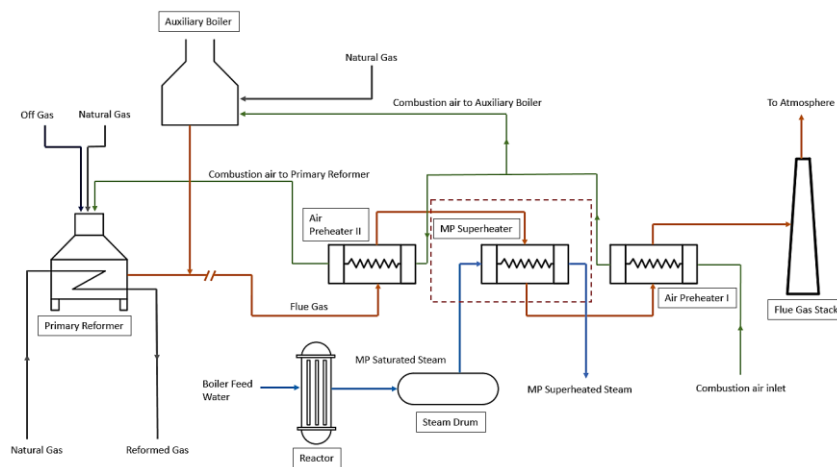 Auxiliary Boiler
Natural Gas
Combustion air to Auxiliary Boiler
To Atmosphere
Off Gas
Natural Gas
Combustion air to Primary Reformer
Air
Preheater II
MP Superheater
Flue Gas
Air Preheater I
Flue Gas Stack
Primary Reformer
MP Saturated Steam
Boiler Feed
Water
MP Superheated Steam
Combustion air inlet
Steam Drum
Natural Gas
Reformed Gas
Reactor